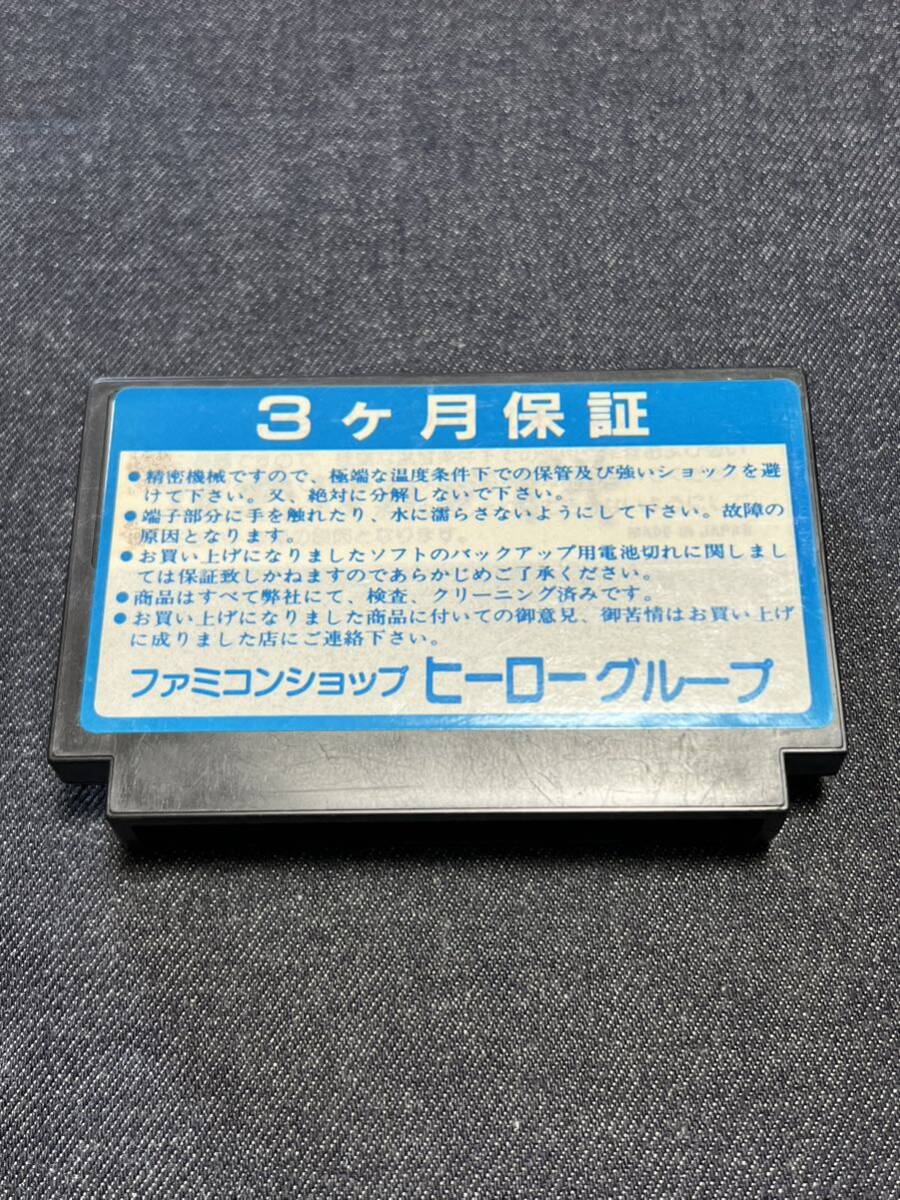 3ヶ月保証
●精密機械ですので、極端な温度条件下での保管及び強いショックを避
けて下さい。又、絶対に分解しないで下さい。
●端子部分に手を触れたり、水に濡らさないようにして下さい。故障の
原因となります。
●お買い上げになりましたソフトのバックアップ用電池切れに関しまし
ては保証致しかねますのであらかじめご了承ください。
●商品はすべて弊社にて、検査、クリーニング済みです。
●お買い上げになりました商品に付いての御意見、御苦情はお買い上げ
に成りました店にご連絡下さい。
ファミコンショップ ヒーローグループ